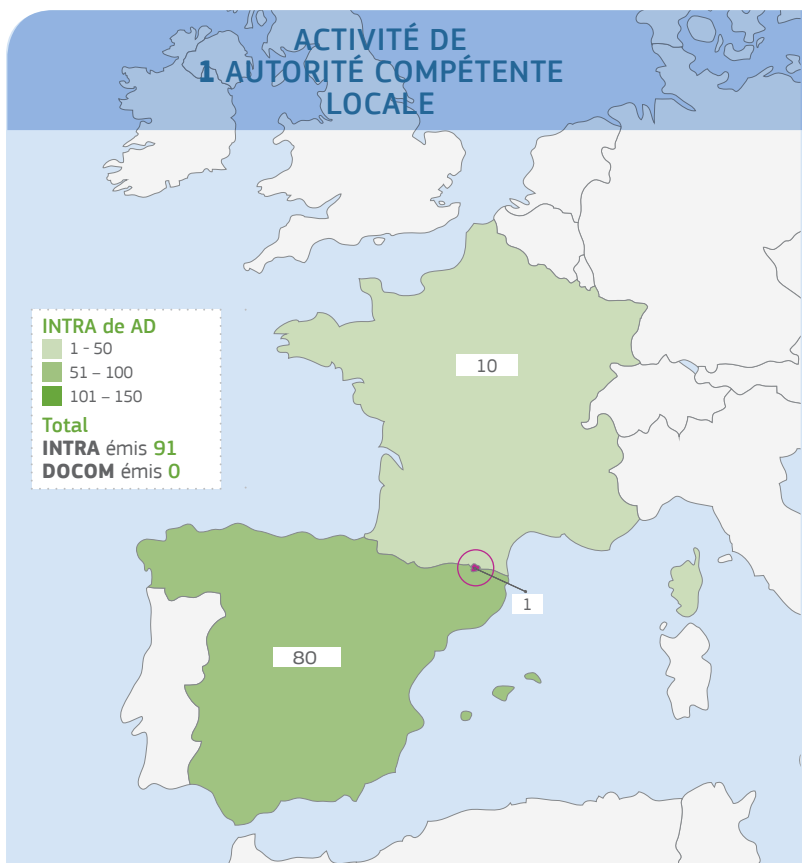 ACTIVITÉ DE
1 AUTORITÉ COMPÉTENTE
LOCALE
INTRA de AD
1 - 50
51 – 100
101 – 150
Total
INTRA émis 91
DOCOM émis 0
10
1
80